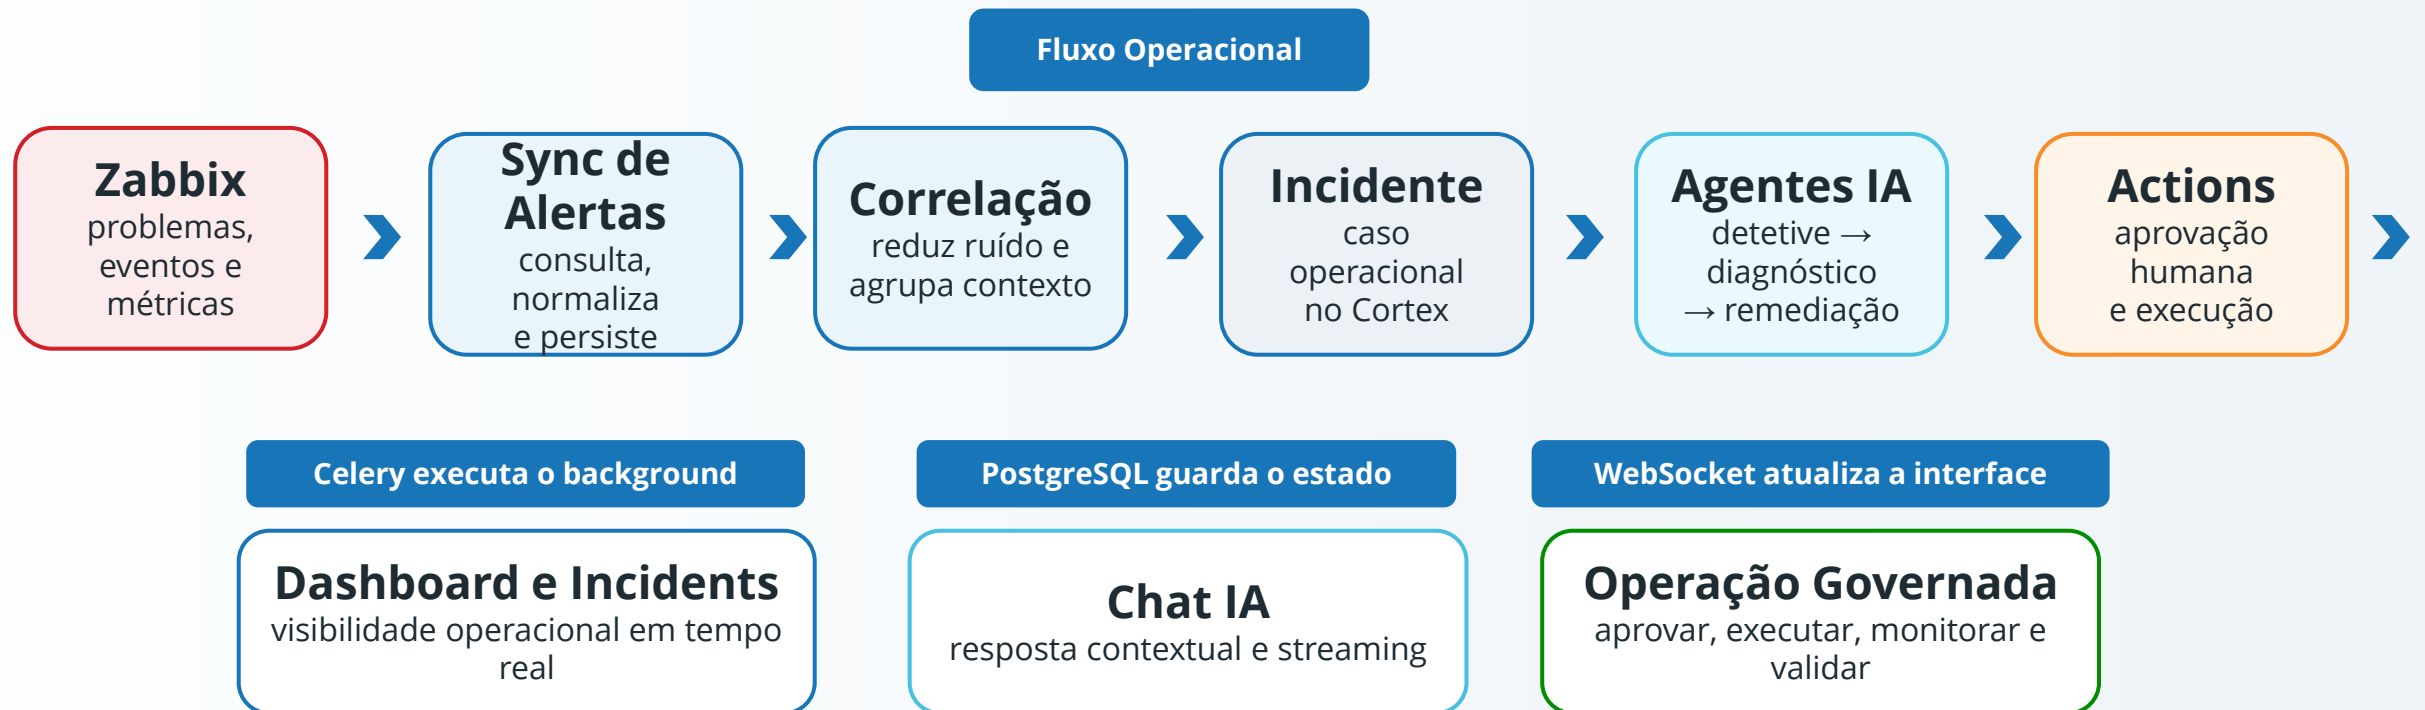 Fluxo Operacional
Zabbix
problemas,
eventos e
métricas
Sync de
Alertas
consulta,
normaliza
e persiste
Correlação
reduz ruído e
agrupa contexto
Incidente
caso
operacional
no Cortex
Agentes IA
detetive →
diagnóstico
→ remediação
Actions
aprovação
humana
e execução
Celery executa o background
PostgreSQL guarda o estado
WebSocket atualiza a interface
Dashboard e Incidents
visibilidade operacional em tempo
real
Chat IA
resposta contextual e streaming
Operação Governada
aprovar, executar, monitorar e
validar